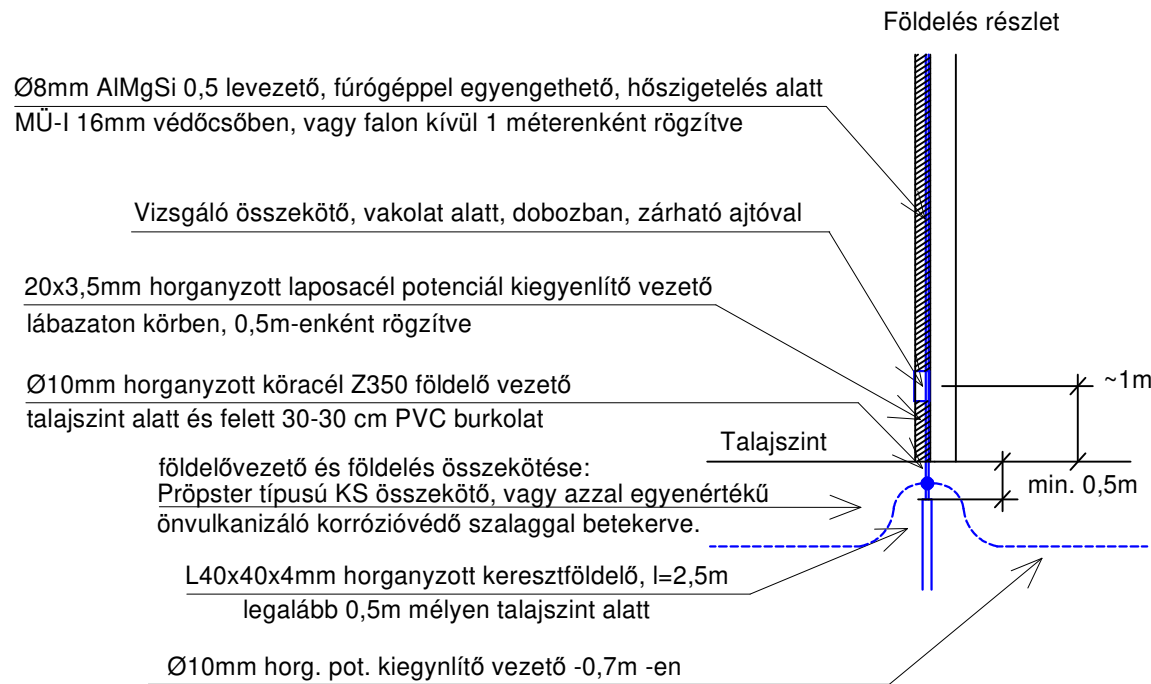 Földelés részlet
Ø8mm AlMgSi 0,5 levezető, fúrógéppel egyengethető, hőszigetelés alatt
MÜ-I 16mm védőcsőben, vagy falon kívül 1 méterenként rögzítve
Vizsgáló összekötő, vakolat alatt, dobozban, zárható ajtóval
20x3,5mm horganyzott laposacél potenciál kiegyenlítő vezető
lábazaton körben, 0,5m-enként rögzítve
Ø10mm horganyzott köracél Z350 földelő vezető
talajszint alatt és felett 30-30 cm PVC burkolat
~1m
Talajszint
földelővezető és földelés összekötése:
Pröpster típusú KS összekötő, vagy azzal egyenértékű
önvulkanizáló korrózióvédő szalaggal betekerve.
min. 0,5m
L40x40x4mm horganyzott keresztföldelő, l=2,5m
legalább 0,5m mélyen talajszint alatt
Ø10mm horg. pot. kiegynlítő vezető -0,7m -en